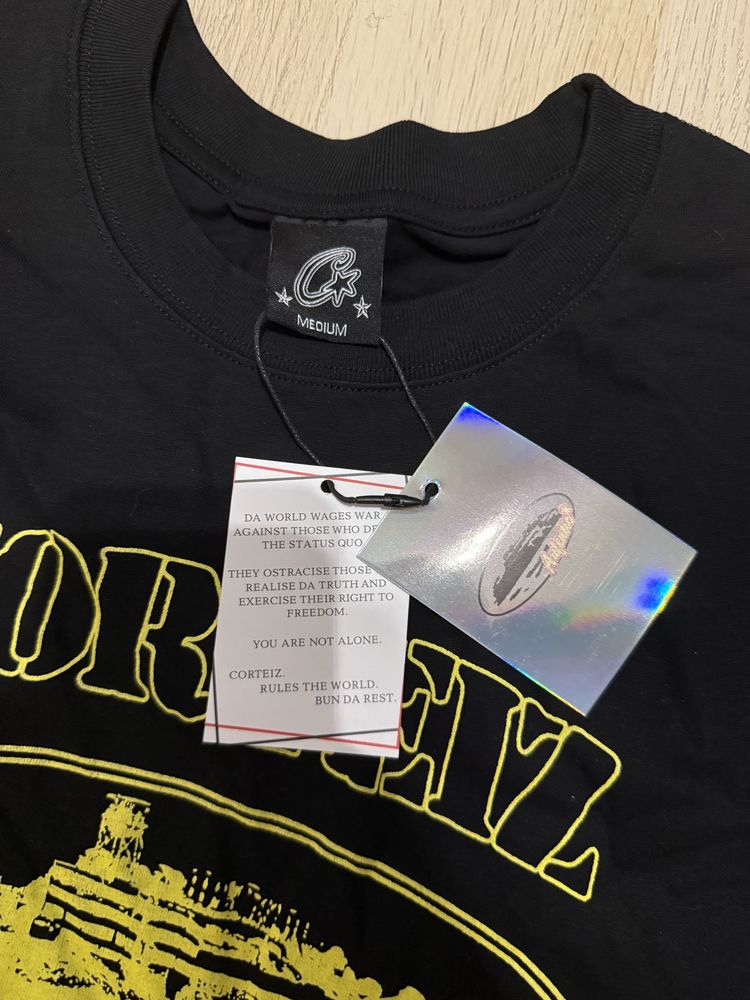 MEDIUM
DA WORLD WAGES WAR
AGAINST THOSE WHO
THE STATUS QUO.
THEY OSTRACISE THOSE
REALISE DA TRUTH AND
EXERCISE THEIR RIGHT TO
FREEDOM.
YOU ARE NOT ALONE.
CORTEIZ.
RULES THE WORLD.
BUN DA REST.